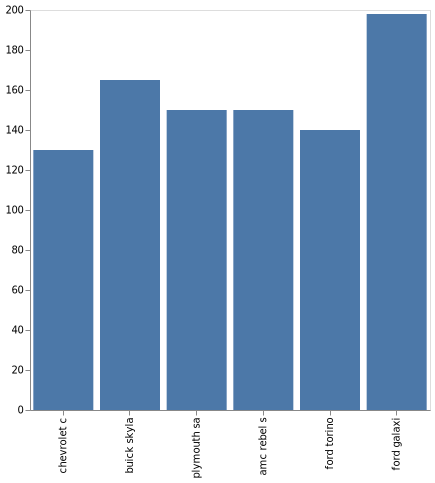 200
180
160
140
120
100
80
60
40
20
0
chevrolet c
buick skyla
plymouth sa
amc rebel s
ford torino
ford galaxi